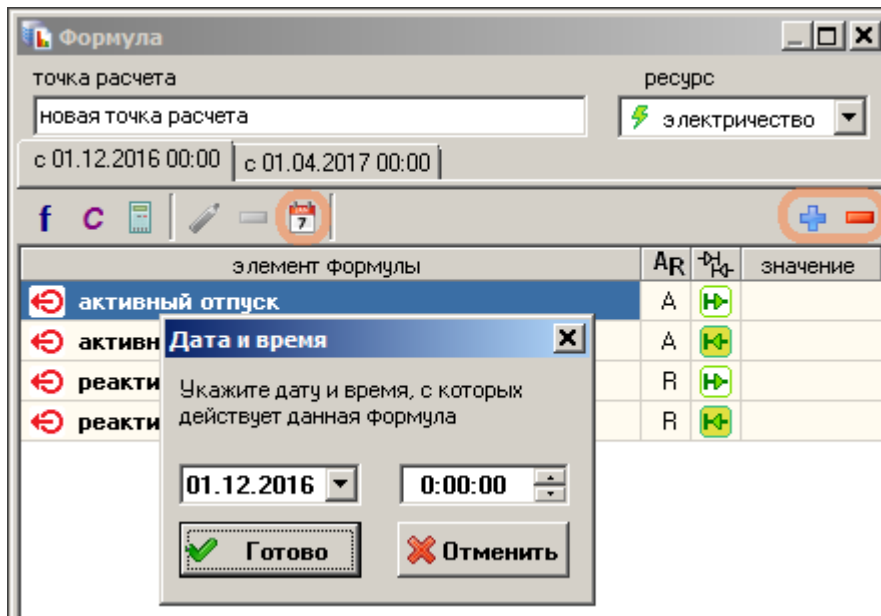 Формула
точка расчета ресурс
новая точка расчета электричество
с 01.12.2016 00:00 с 01.04.2017 00:00
f C 7
элемент формулы AR значение
активный отпуск A
активн A
реакти R
реакти R
Дата и время
Укажите дату и время, с которых
действует данная формула
01.12.2016 0:00:00
Готово Отменить